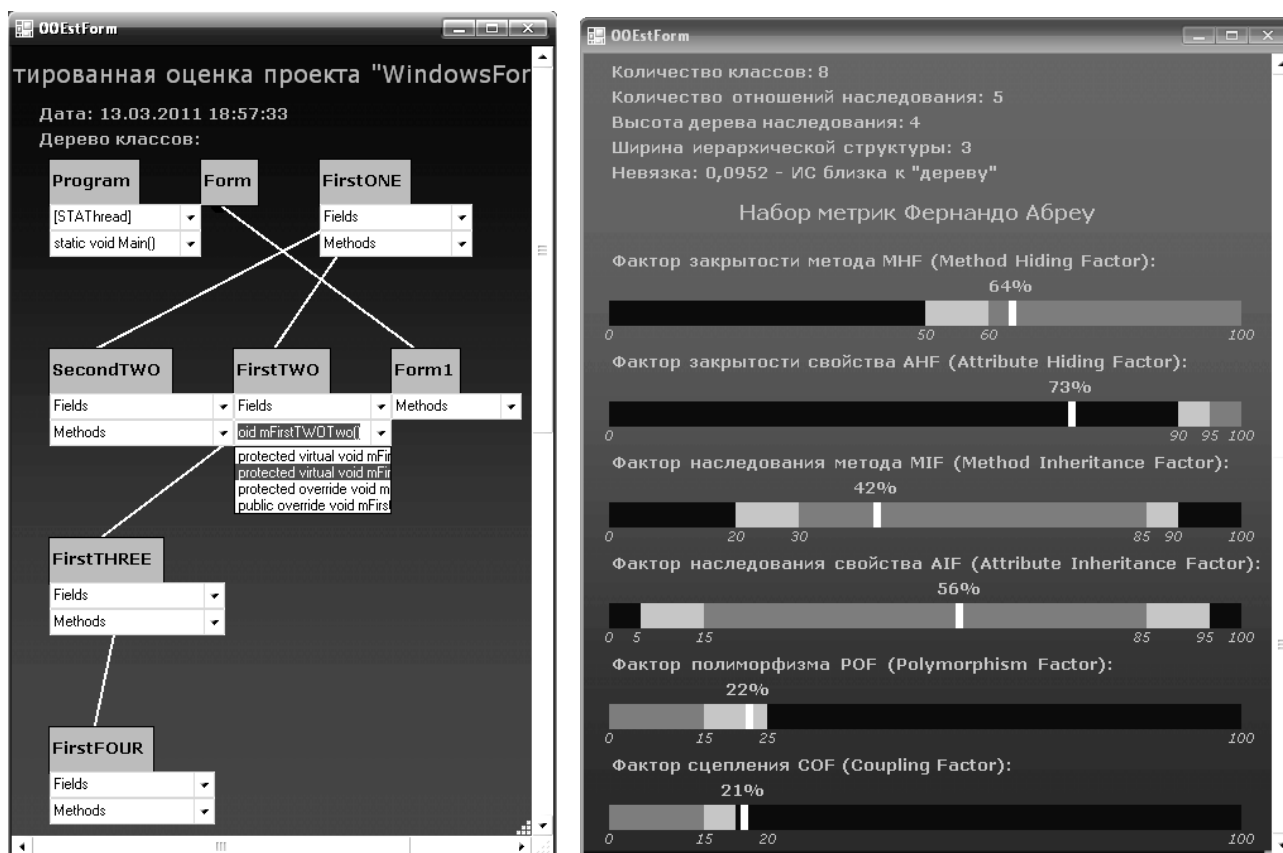 OOEstForm
тированная оценка проекта "WindowsFor
Дата: 13.03.2011 18:57:33
Дерево классов:
Program Form FirstONE
[STAThread] Fields
static void Main() Methods
SecondTWO FirstTWO Form1
Fields Fields Methods
Methods oid mFirstTWOTwo()
protected virtual void mFir
protected virtual void mFir
protected override void m
public override void mFirst
FirstTHREE
Fields
Methods
FirstFOUR
Fields
Methods
OOEstForm
Количество классов: 8
Количество отношений наследования: 5
Высота дерева наследования: 4
Ширина иерархической структуры: 3
Невязка: 0,0952 - ИС близка к "дереву"
Набор метрик Фернандо Абреу
Фактор закрытости метода MHF (Method Hiding Factor):
64%
0 50 60 100
Фактор закрытости свойства AHF (Attribute Hiding Factor):
73%
0 90 95 100
Фактор наследования метода MIF (Method Inheritance Factor):
42%
0 20 30 85 90 100
Фактор наследования свойства AIF (Attribute Inheritance Factor):
56%
0 5 15 85 95 100
Фактор полиморфизма POF (Polymorphism Factor):
22%
0 15 25 100
Фактор сцепления COF (Coupling Factor):
21%
0 15 20 100